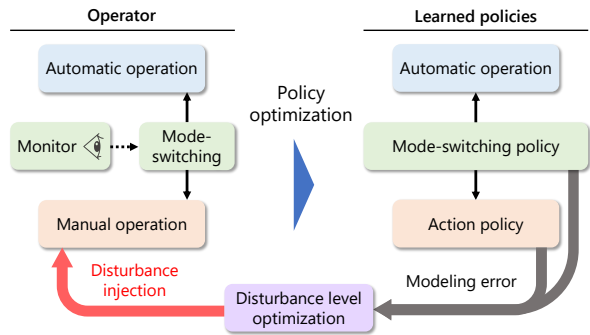 Operator
Automatic operation
Monitor
Mode-
switching
Manual operation
Disturbance
injection
Policy
optimization
Learned policies
Automatic operation
Mode-switching policy
Action policy
Modeling error
Disturbance level
optimization